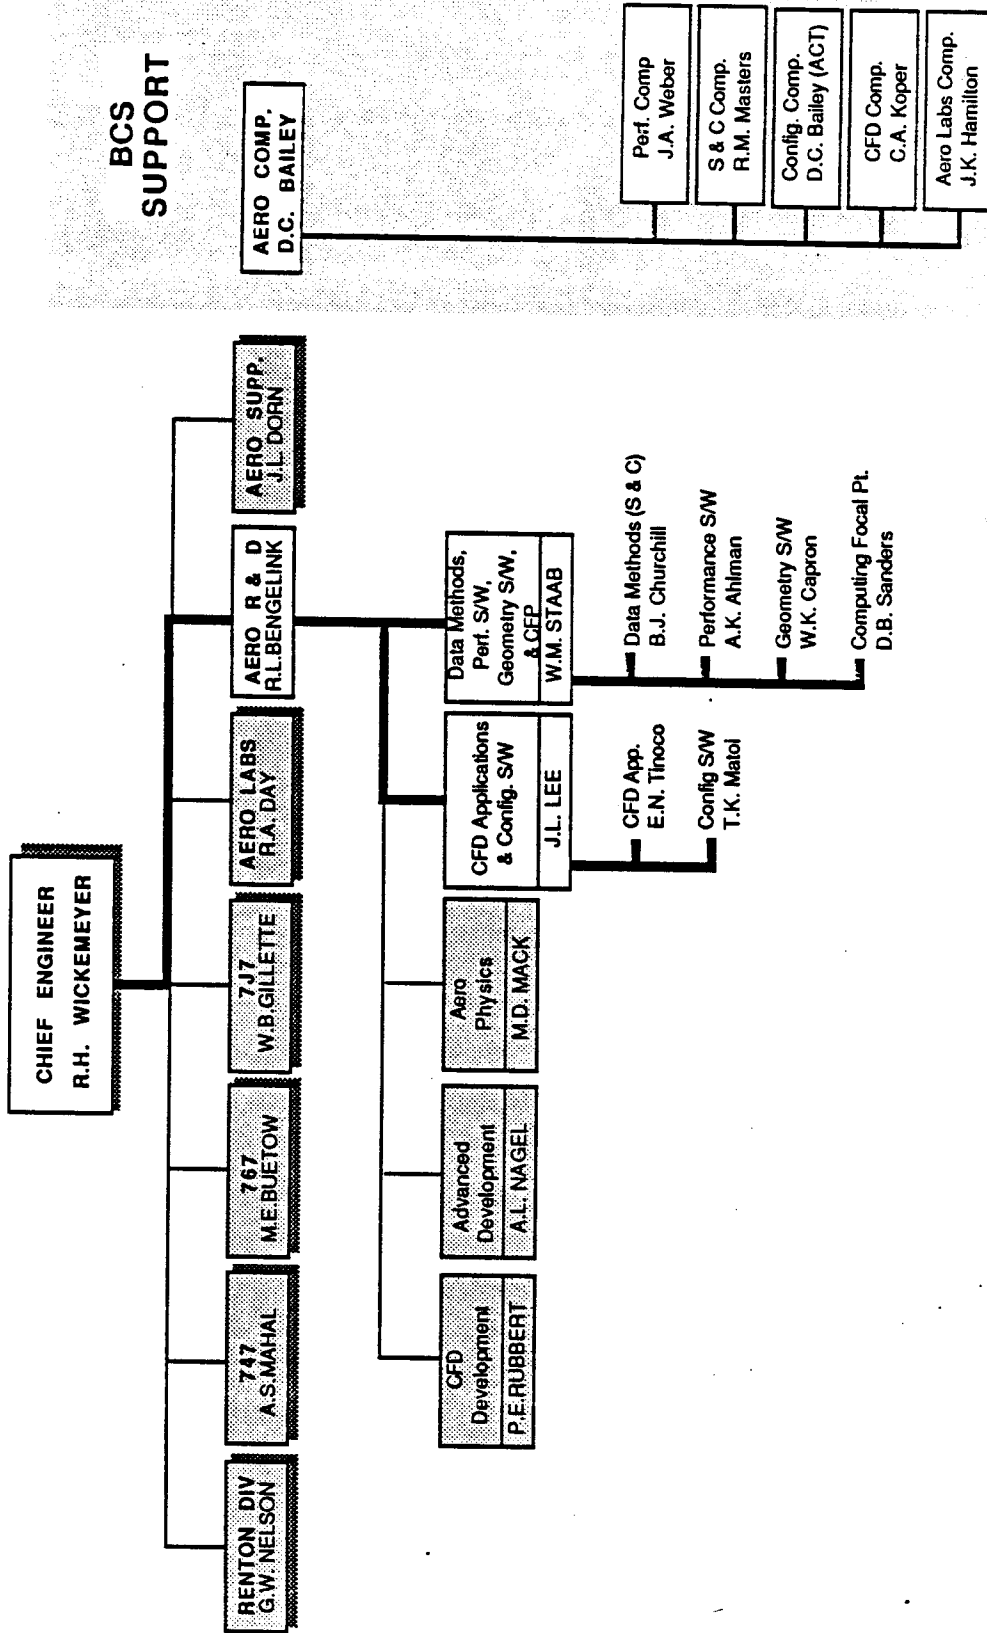 CHIEF ENGINEER
R.H. WICKEMEYER
RENTON DIV
G.W. NELSON
747
A.S.MAHAL
767
M.E.BUETOW
7J7
W.B.GILLETTE
AERO LABS
R.A. DAY
AERO R & D
R.L.BENGELINK
AERO SUPP.
J.L. DORN
CFD
Development
P.E.RUBBERT
Advanced
Development
A.L. NAGEL
Aero
Physics
M.D. MACK
CFD Applications
& Config. S/W
J.L. LEE
Data Methods,
Perf. S/W,
Geometry S/W,
& CFP
W.M. STAAB
CFD App.
E.N. Tinoco
Config S/W
T.K. Matoi
Data Methods (S & C)
B.J. Churchill
Performance S/W
A.K. Ahlman
Geometry S/W
W.K. Capron
Computing Focal Pt.
D.B. Sanders
BCS
SUPPORT
AERO COMP.
D.C. BAILEY
Perf. Comp
J.A. Weber
S & C Comp.
R.M. Masters
Config. Comp.
D.C. Bailey (ACT)
CFD Comp.
C.A. Koper
Aero Labs Comp.
J.K. Hamilton